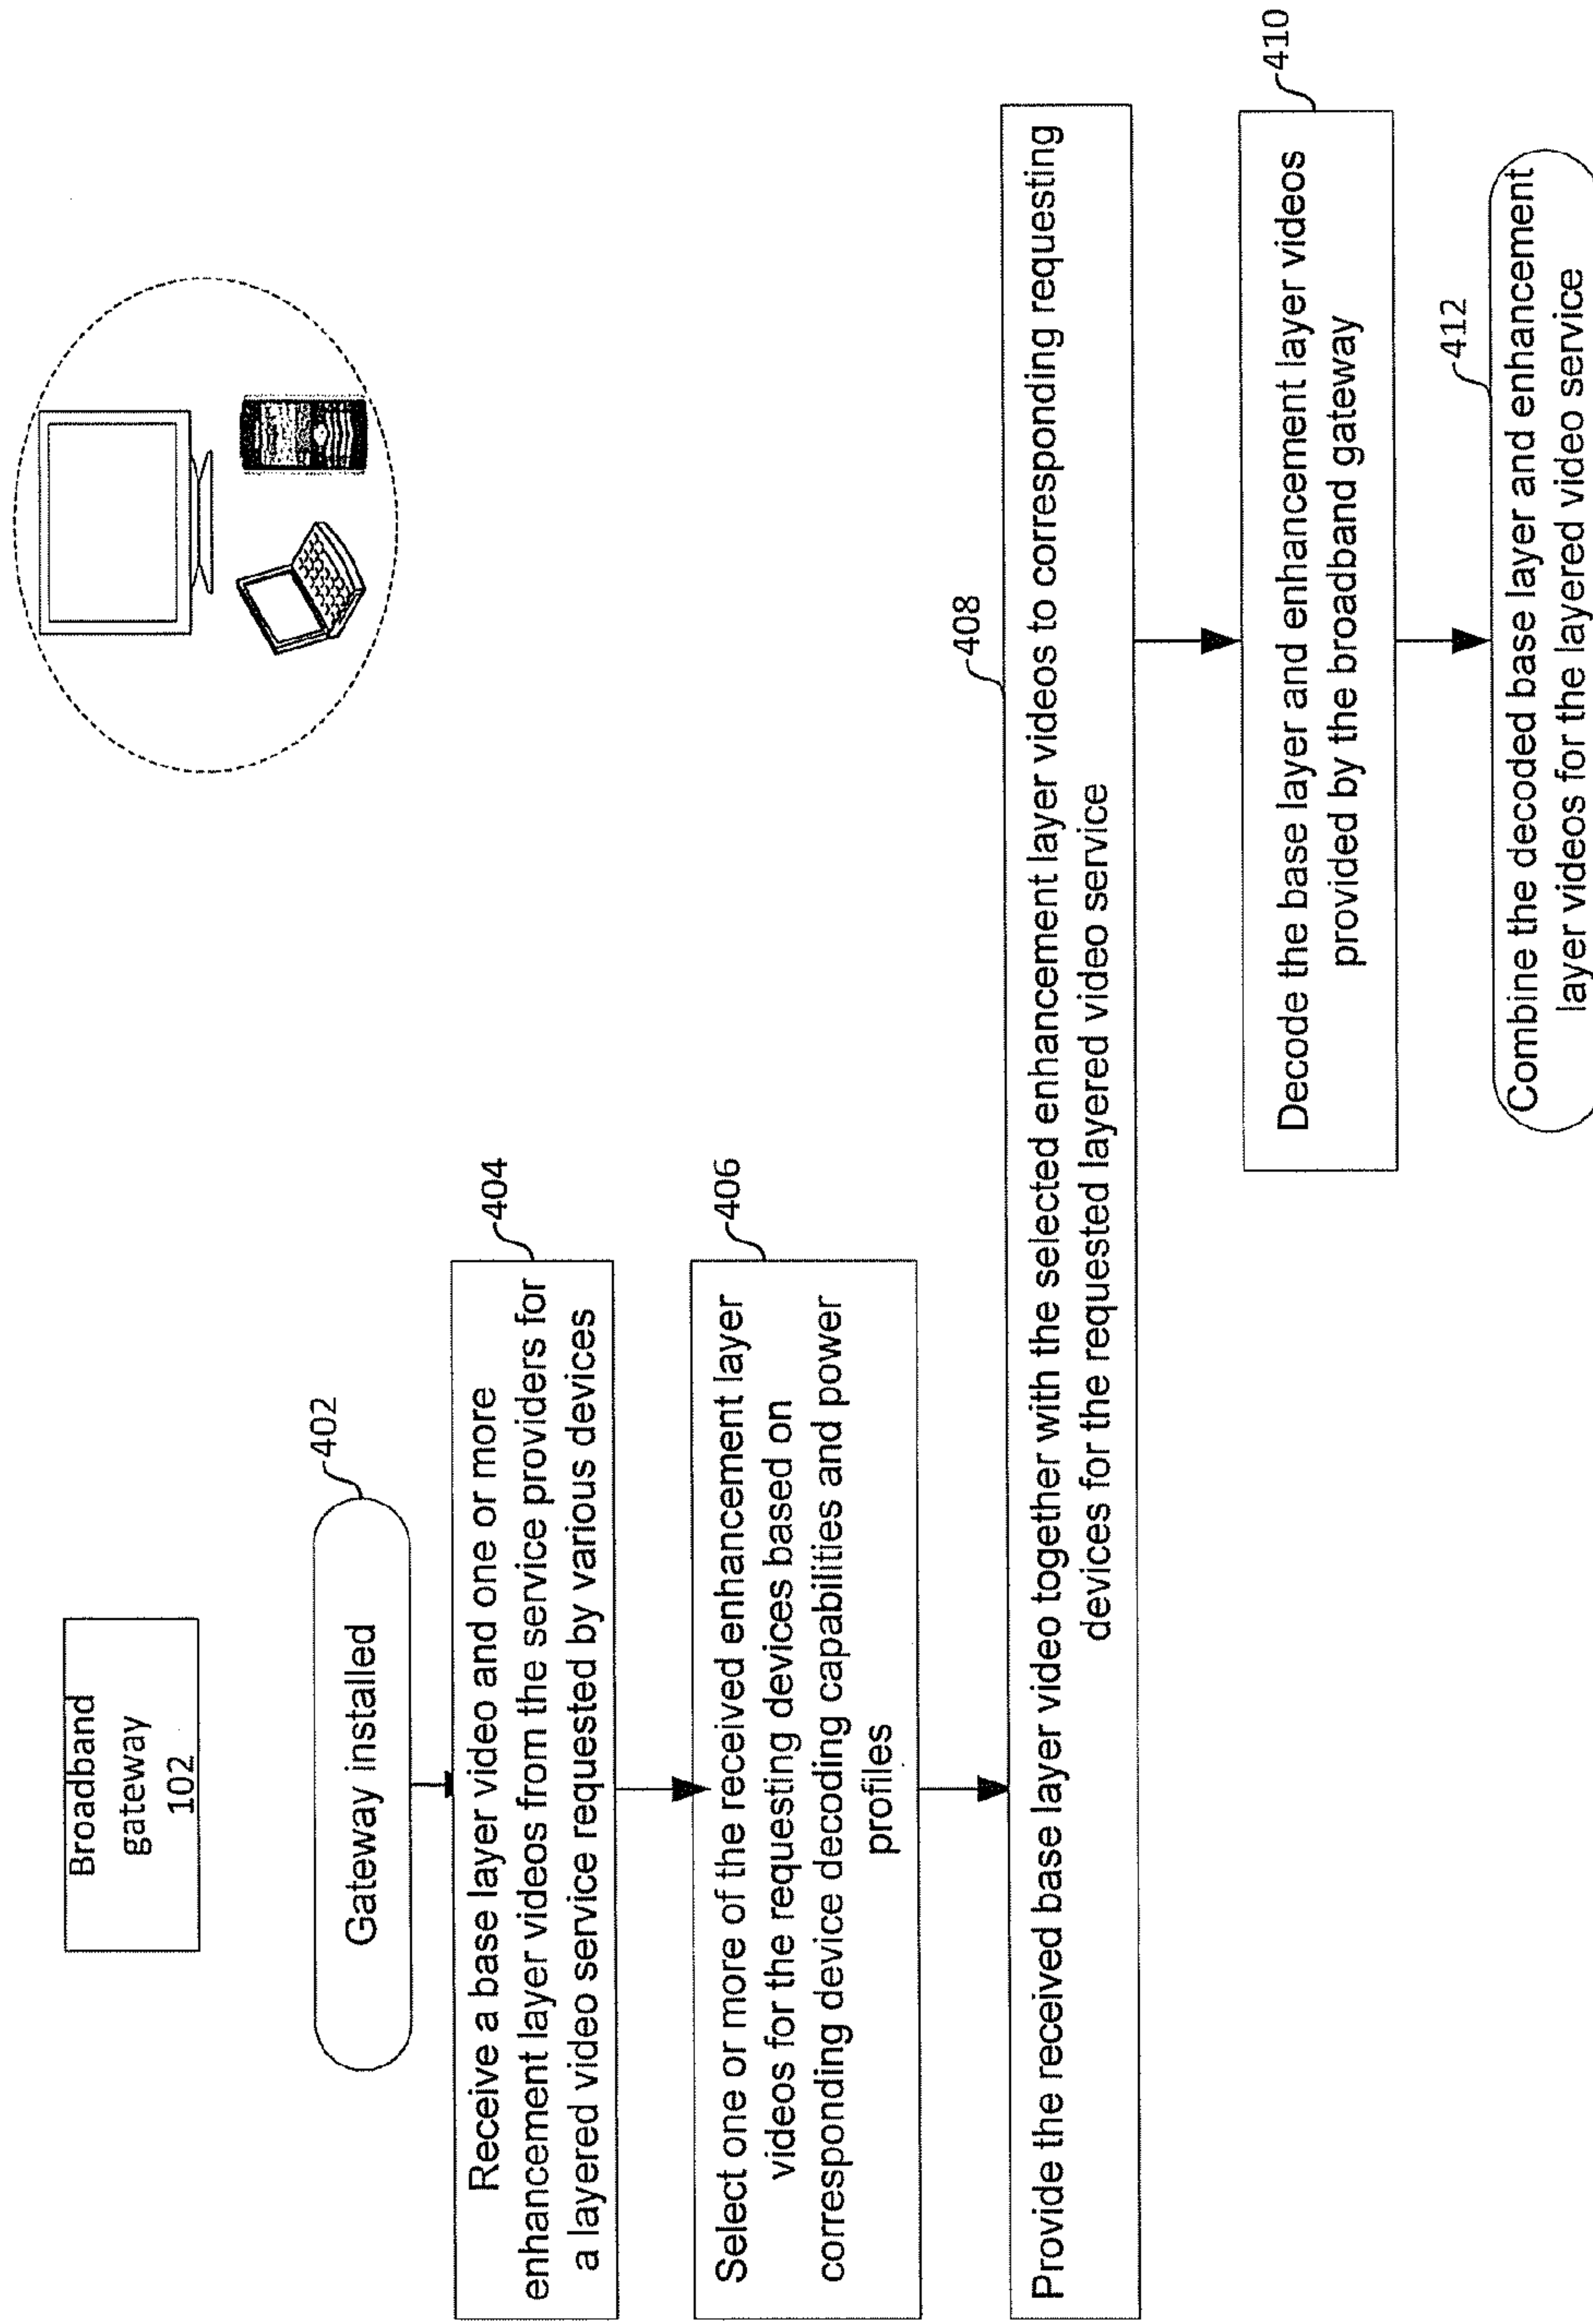 Broadband
gateway
102
Gateway installed
402
Receive a base layer video and one or more
enhancement layer videos from the service providers for
a layered video service requested by various devices
404
Select one or more of the received enhancement layer
videos for the requesting devices based on
corresponding device decoding capabilities and power
profiles
406
408
Provide the received base layer video together with the selected enhancement layer videos to corresponding requesting
devices for the requested layered video service
Decode the base layer and enhancement layer videos
provided by the broadband gateway
410
412
Combine the decoded base layer and enhancement
layer videos for the layered video service